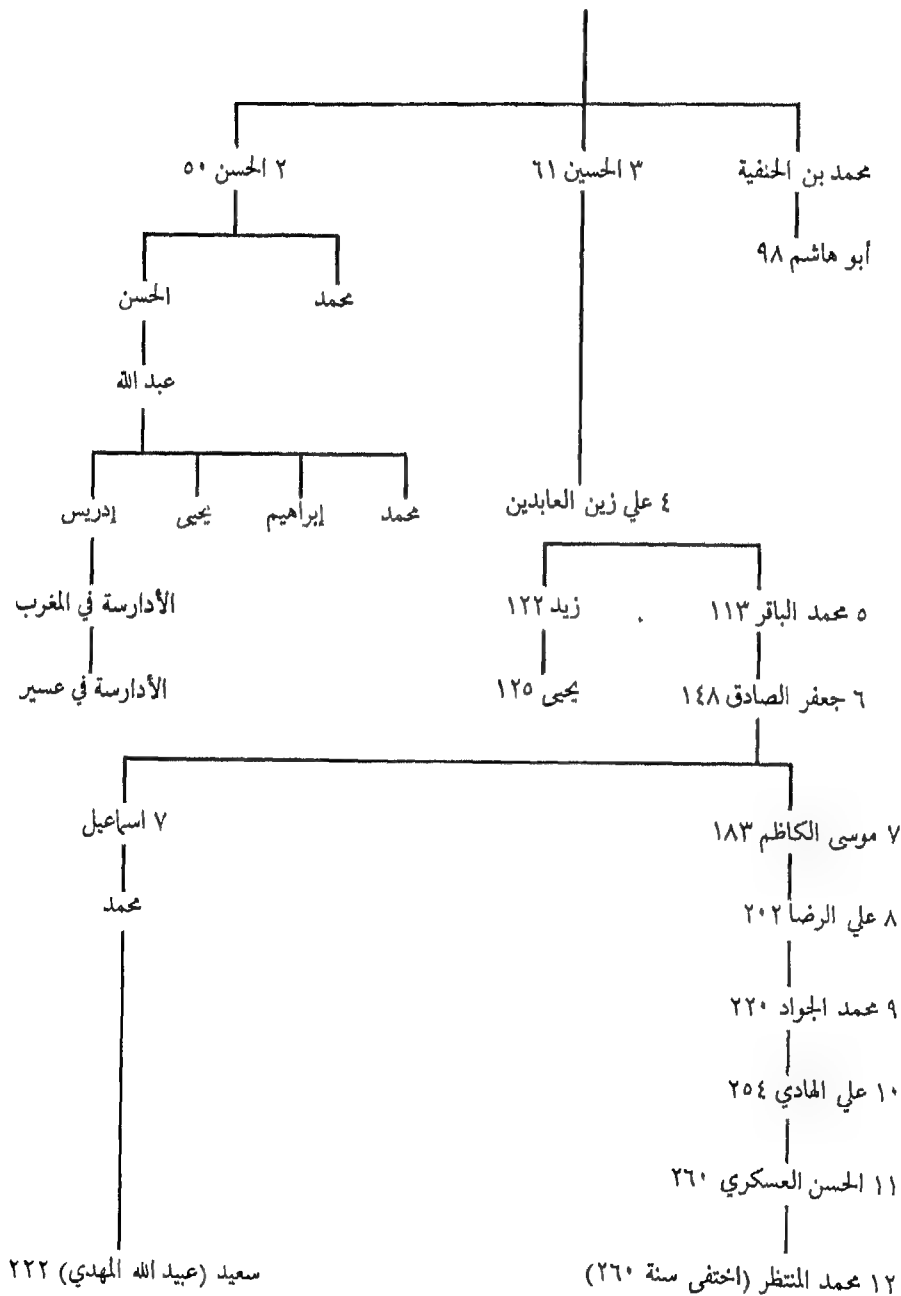 محمد بن الحنفية
٣ الحسين ٦١
٢ الحسن ٥٠
أبو هاشم ٩٨
محمد
الحسن
عبد الله
٤ علي زين العابدين
محمد
إبراهيم
يحيى
إدريس
٥ محمد الباقر ١١٣
زيد ١٢٢
الأدارسة في المغرب
٦ جعفر الصادق ١٤٨
يحيى ١٢٥
الأدارسة في عسير
٧ موسى الكاظم ١٨٣
٧ اسماعيل
٨ علي الرضا ٢٠٢
محمد
٩ محمد الجواد ٢٢٠
١٠ علي الهادي ٢٥٤
١١ الحسن العسكري ٢٦٠
١٢ محمد المنتظر (اختفى سنة ٢٦٠)
سعيد (عبيد الله المهدي) ٢٢٢